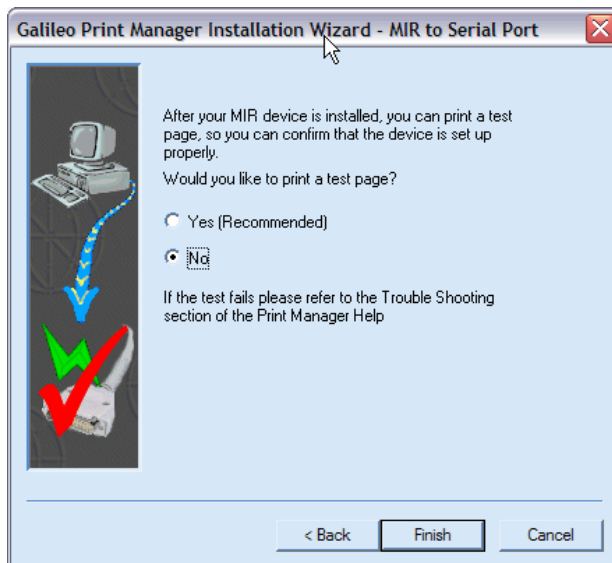 Galileo Print Manager Installation Wizard - MIR to Serial Port
After your MIR device is installed, you can print a test
page, so you can confirm that the device is set up
properly.
Would you like to print a test page?
Yes (Recommended)
No
If the test fails please refer to the Trouble Shooting
section of the Print Manager Help
< Back
Finish
Cancel